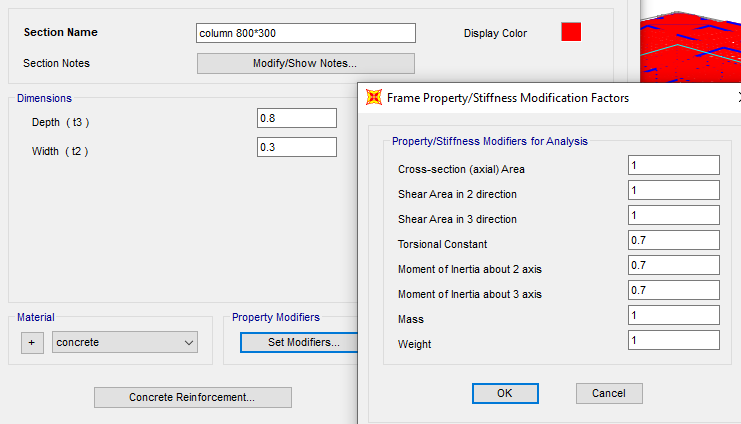 Section Name
column 800*300
Display Color
Section Notes
Modify/Show Notes...
Dimensions
Depth ( t3 )
0.8
Width ( t2 )
0.3
Material
+
concrete
Property Modifiers
Set Modifiers...
Concrete Reinforcement...
Frame Property/Stiffness Modification Factors
Property/Stiffness Modifiers for Analysis
Cross-section (axial) Area
1
Shear Area in 2 direction
1
Shear Area in 3 direction
1
Torsional Constant
0.7
Moment of Inertia about 2 axis
0.7
Moment of Inertia about 3 axis
0.7
Mass
1
Weight
1
OK
Cancel